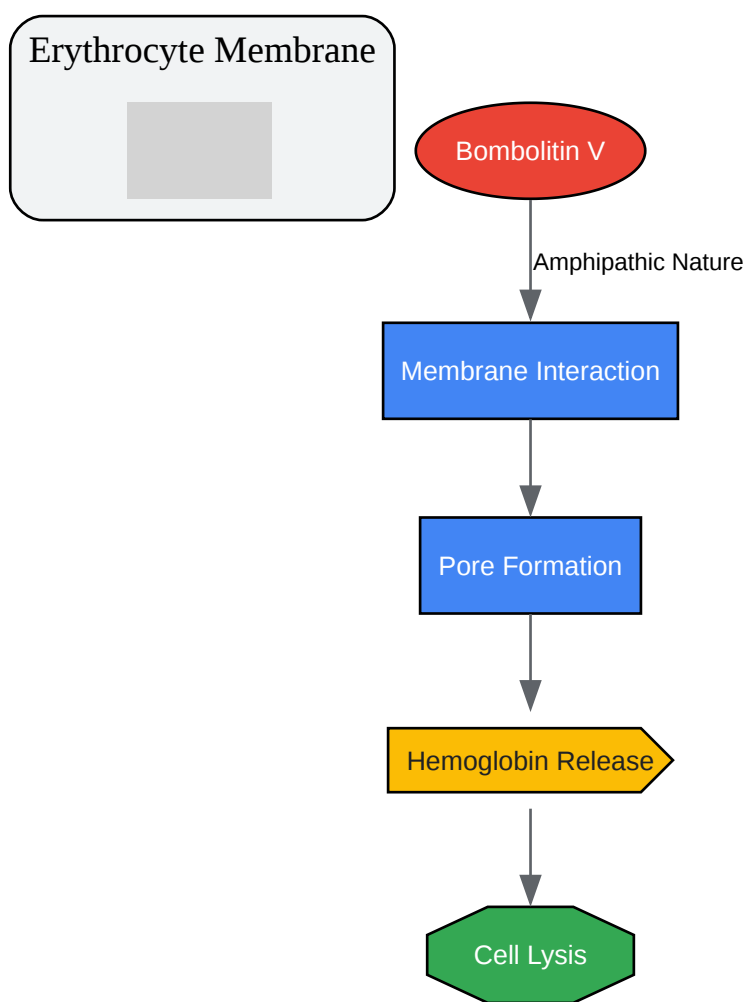 Erythrocyte Membrane
Bombolitin V
Amphipathic Nature
Membrane Interaction
Pore Formation
Hemoglobin Release
Cell Lysis